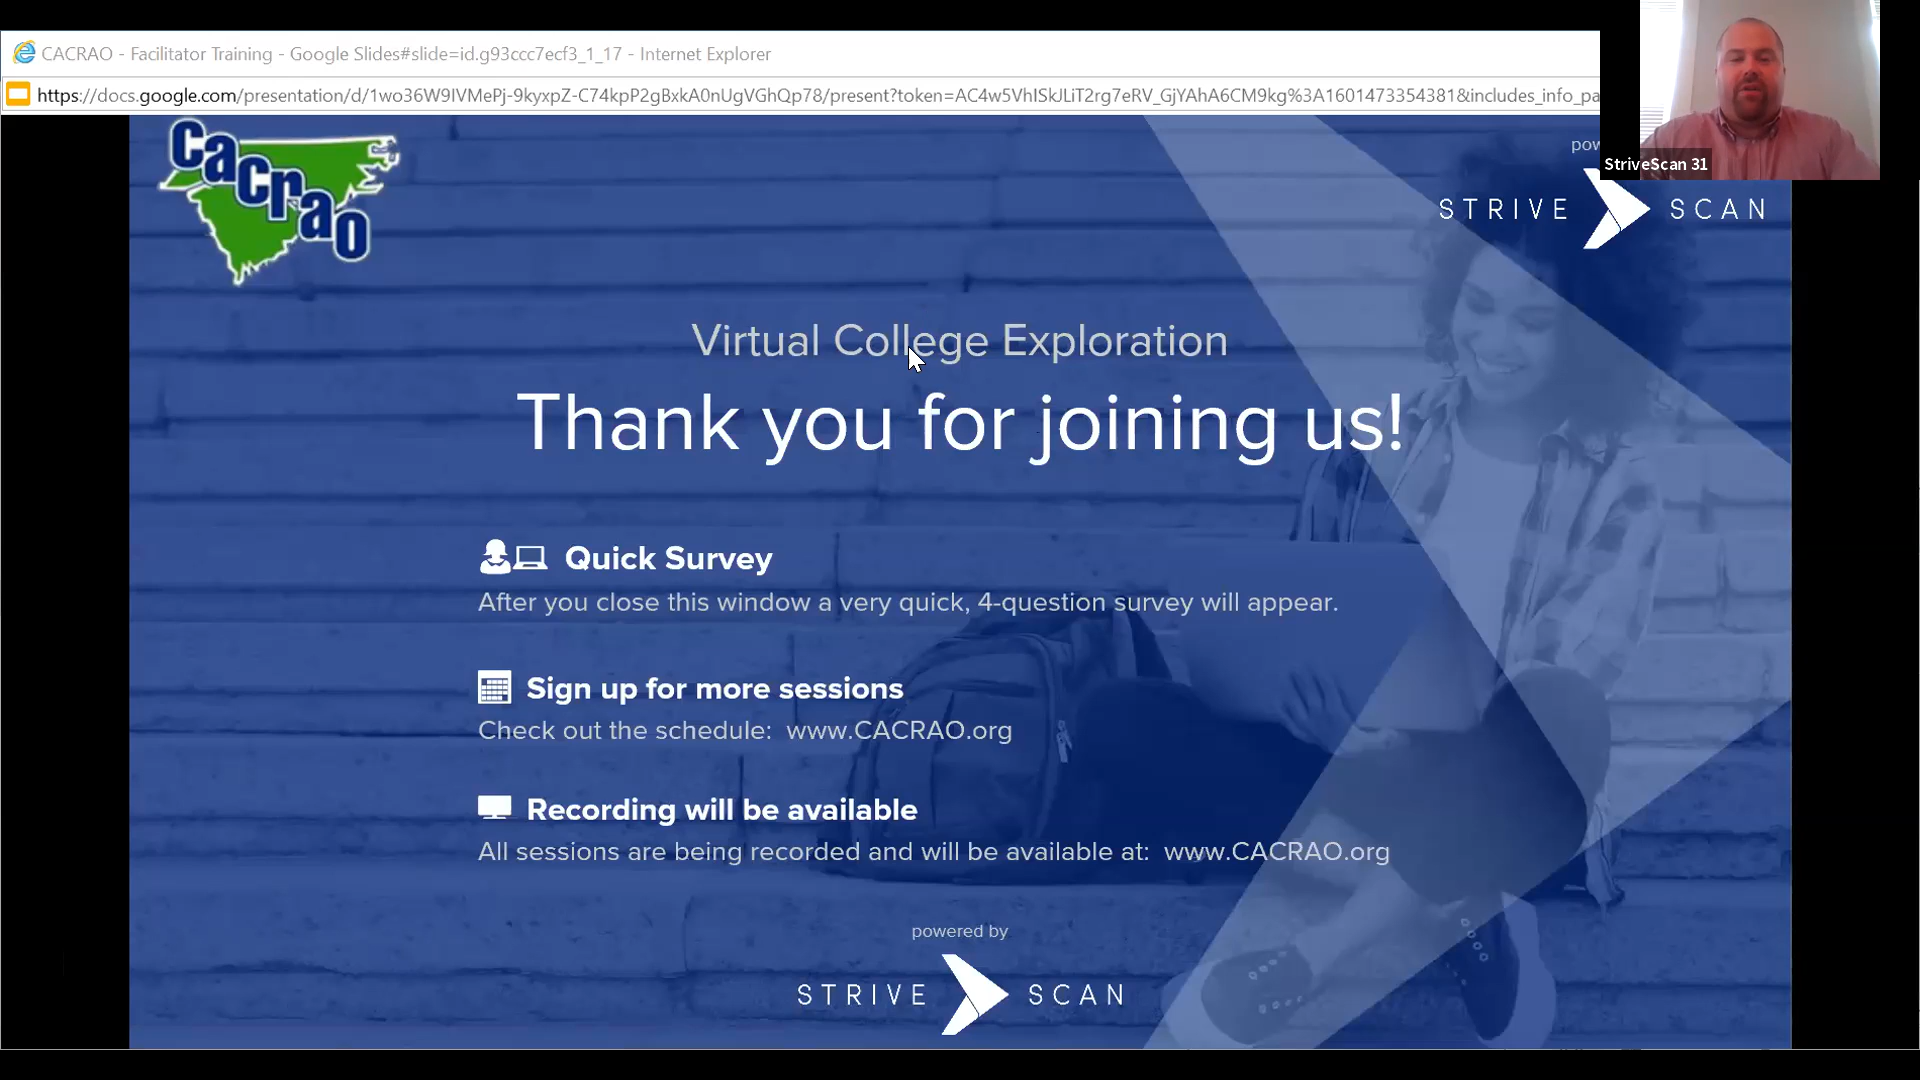 CACRAO - Facilitator Training - Google Slides#slide=id.g93ccc7ecf3_1_17 - Internet Explorer
https://docs.google.com/presentation/d/1wo36W9IVMePj-9kyxpZ-C74kpP2gBxkA0nUgVGhQp78/present?token=AC4w5VhISkJLiT2rg7eRV_GjYAhA6CM9kg%3A1601473354381&includes_info_pa
StriveScan 31
Cacrao
pow
STRIVE SCAN
Virtual College Exploration
Thank you for joining us!
Quick Survey
After you close this window a very quick, 4-question survey will appear.
Sign up for more sessions
Check out the schedule: www.CACRAO.org
Recording will be available
All sessions are being recorded and will be available at: www.CACRAO.org
powered by
STRIVE SCAN